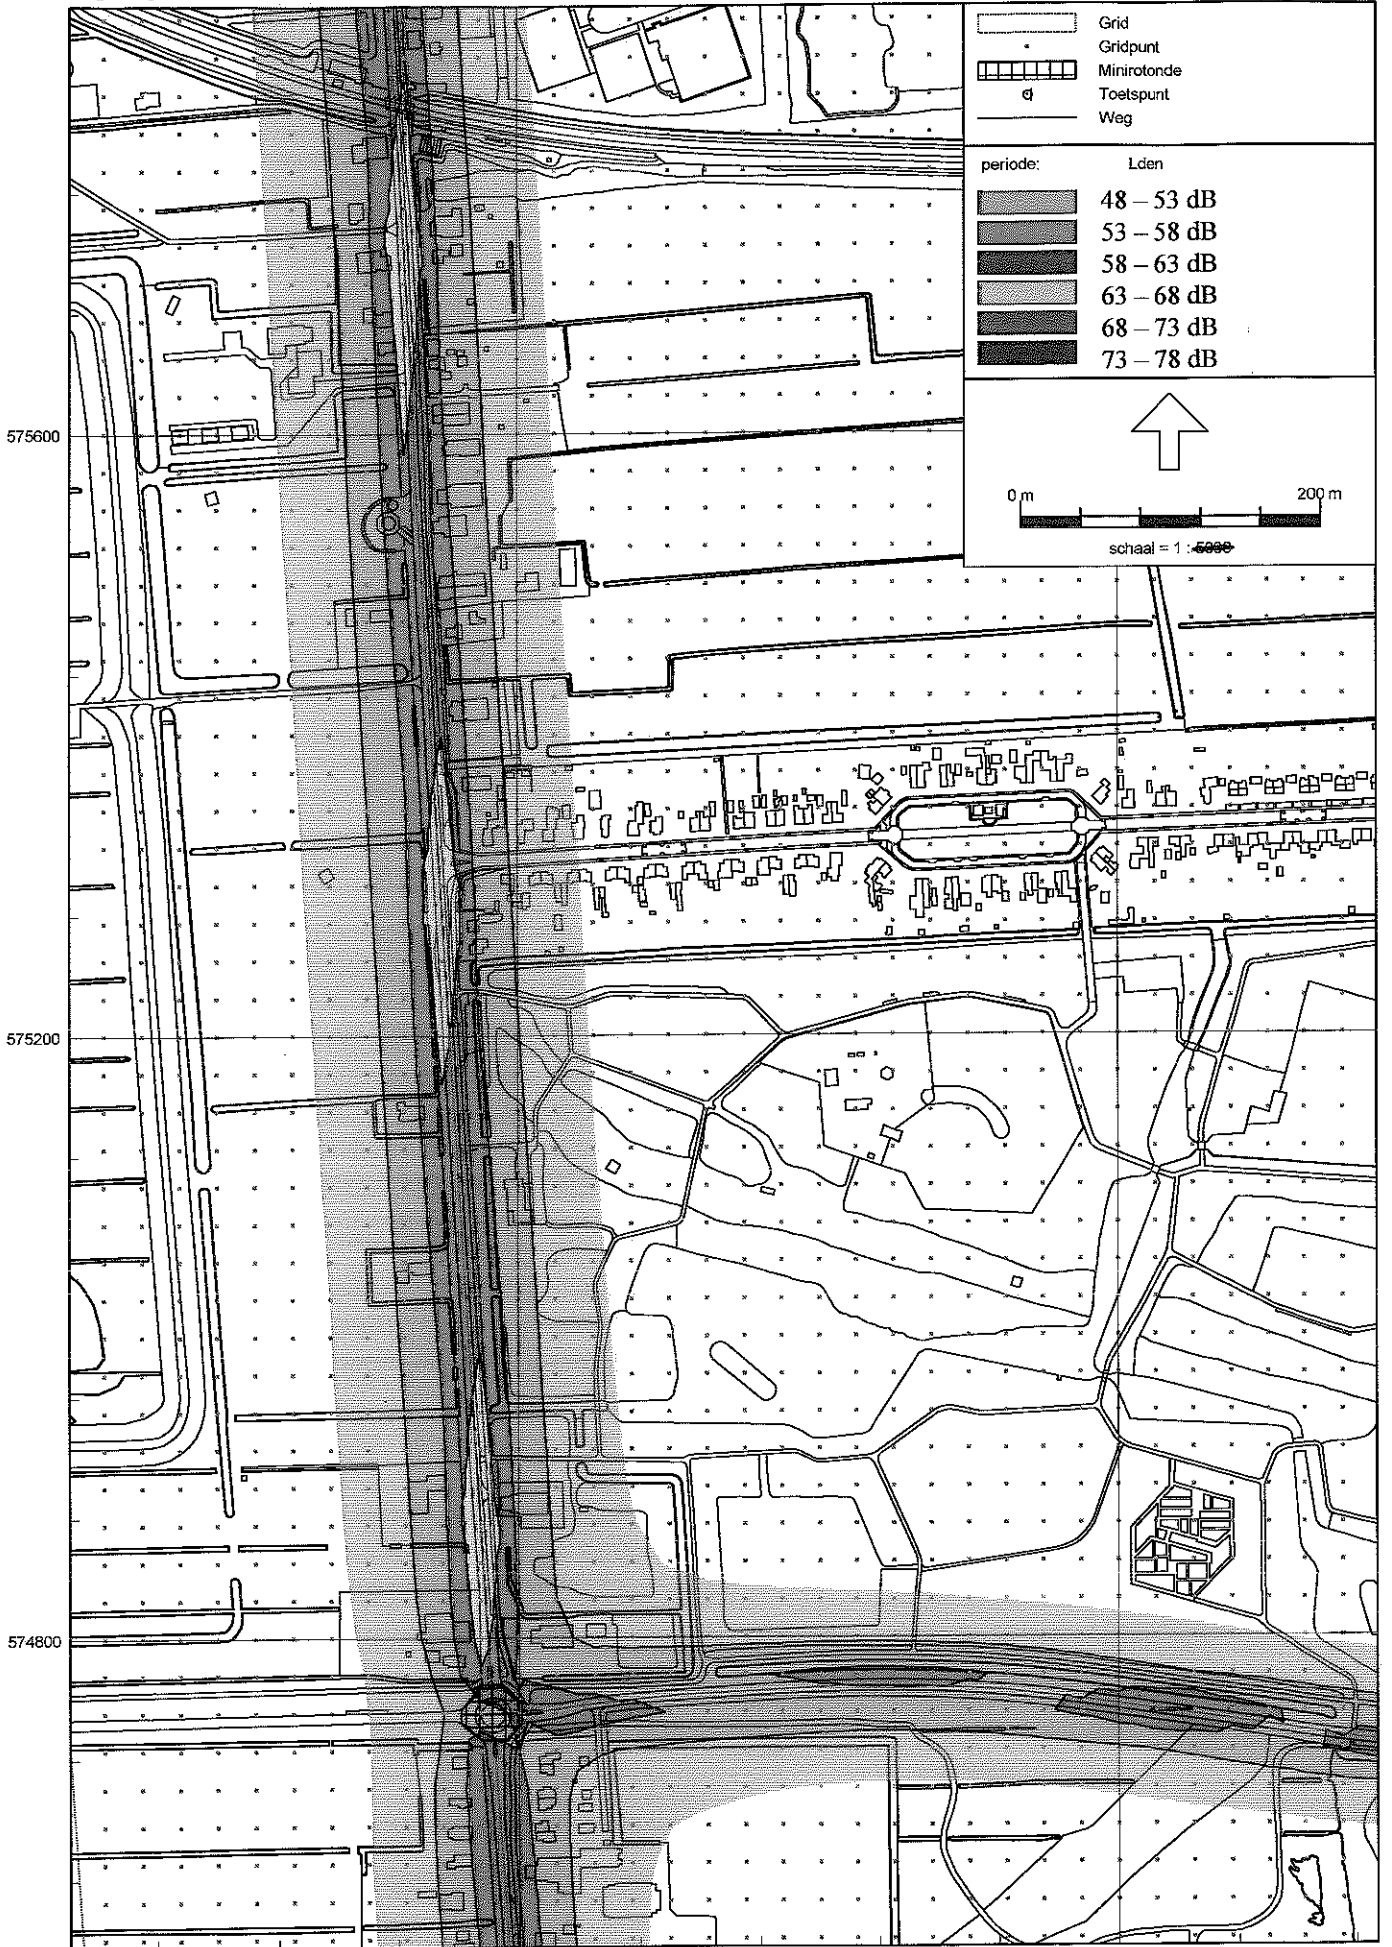 Grid
Gridpunt
Minirotonde
Toetspunt
Weg
periode: Lden
48 – 53 dB
53 – 58 dB
58 – 63 dB
63 – 68 dB
68 – 73 dB
73 – 78 dB
575600
0 m 200 m
schaal = 1 :
575200
574800